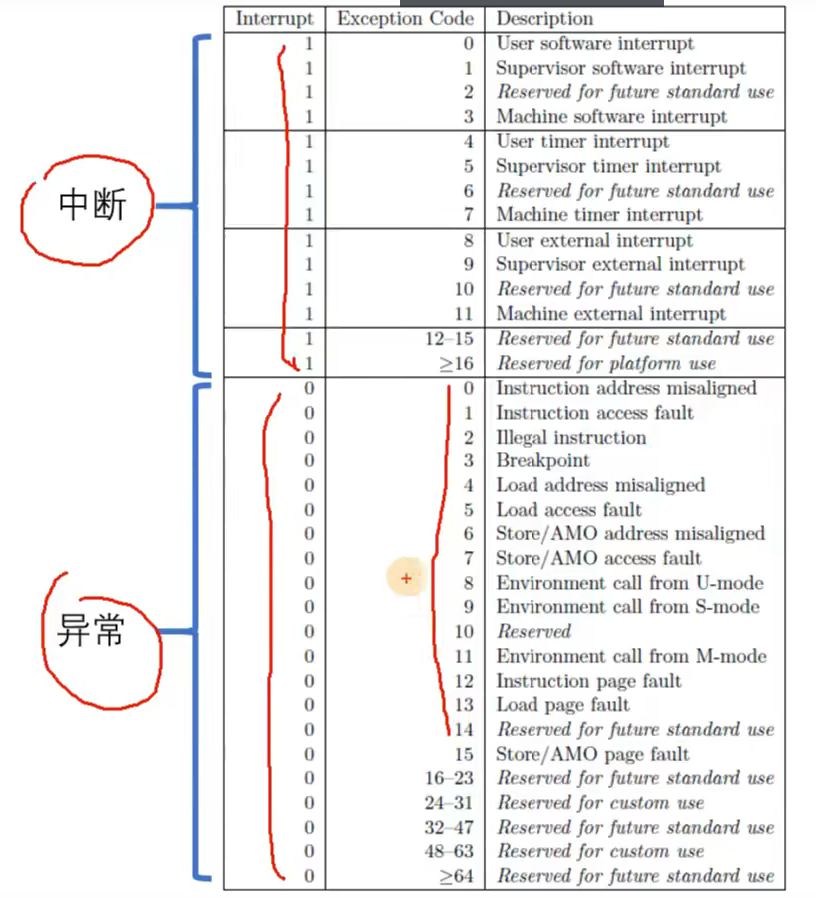 Interrupt Exception Code Description
1 0 User software interrupt
1 1 Supervisor software interrupt
1 2 Reserved for future standard use
1 3 Machine software interrupt
1 4 User timer interrupt
1 5 Supervisor timer interrupt
1 6 Reserved for future standard use
1 7 Machine timer interrupt
中断
1 8 User external interrupt
1 9 Supervisor external interrupt
1 10 Reserved for future standard use
1 11 Machine external interrupt
1 12–15 Reserved for future standard use
1 ≥16 Reserved for platform use
0 0 Instruction address misaligned
0 1 Instruction access fault
0 2 Illegal instruction
0 3 Breakpoint
0 4 Load address misaligned
0 5 Load access fault
0 6 Store/AMO address misaligned
0 7 Store/AMO access fault
0 8 Environment call from U-mode
0 9 Environment call from S-mode
异常
0 10 Reserved
0 11 Environment call from M-mode
0 12 Instruction page fault
0 13 Load page fault
0 14 Reserved for future standard use
0 15 Store/AMO page fault
0 16–23 Reserved for future standard use
0 24–31 Reserved for custom use
0 32–47 Reserved for future standard use
0 48–63 Reserved for custom use
0 ≥64 Reserved for future standard use